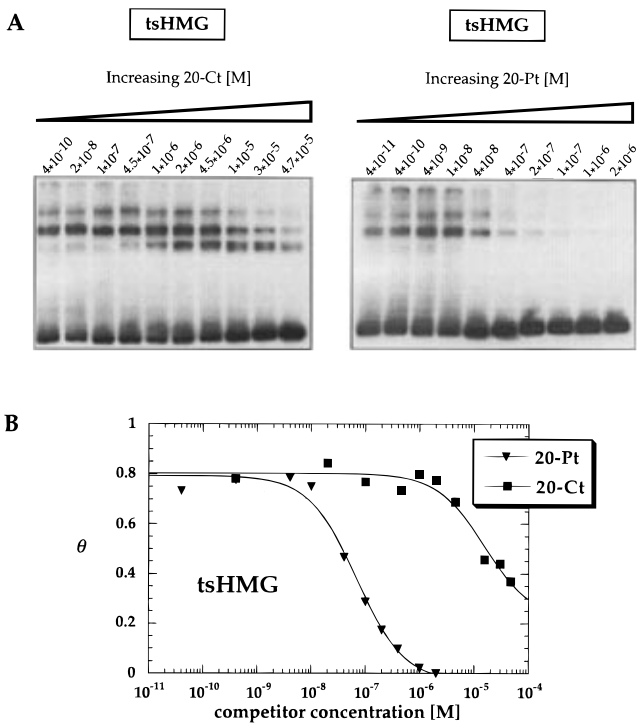 A
tsHMG
tsHMG
Increasing 20-Ct [M]
Increasing 20-Pt [M]
4*10-10 2*10-8 1*10-7 4.5*10-7 1*10-6 2*10-6 4.5*10-6 1*10-5 3*10-5 4.7*10-5
4*10-11 4*10-10 4*10-9 1*10-8 4*10-8 4*10-7 2*10-7 1*10-7 1*10-6 2*10-6
B
1
0.8
0.6
0.4
0.2
0
θ
tsHMG
20-Pt
20-Ct
10-11 10-10 10-9 10-8 10-7 10-6 10-5 10-4
competitor concentration [M]